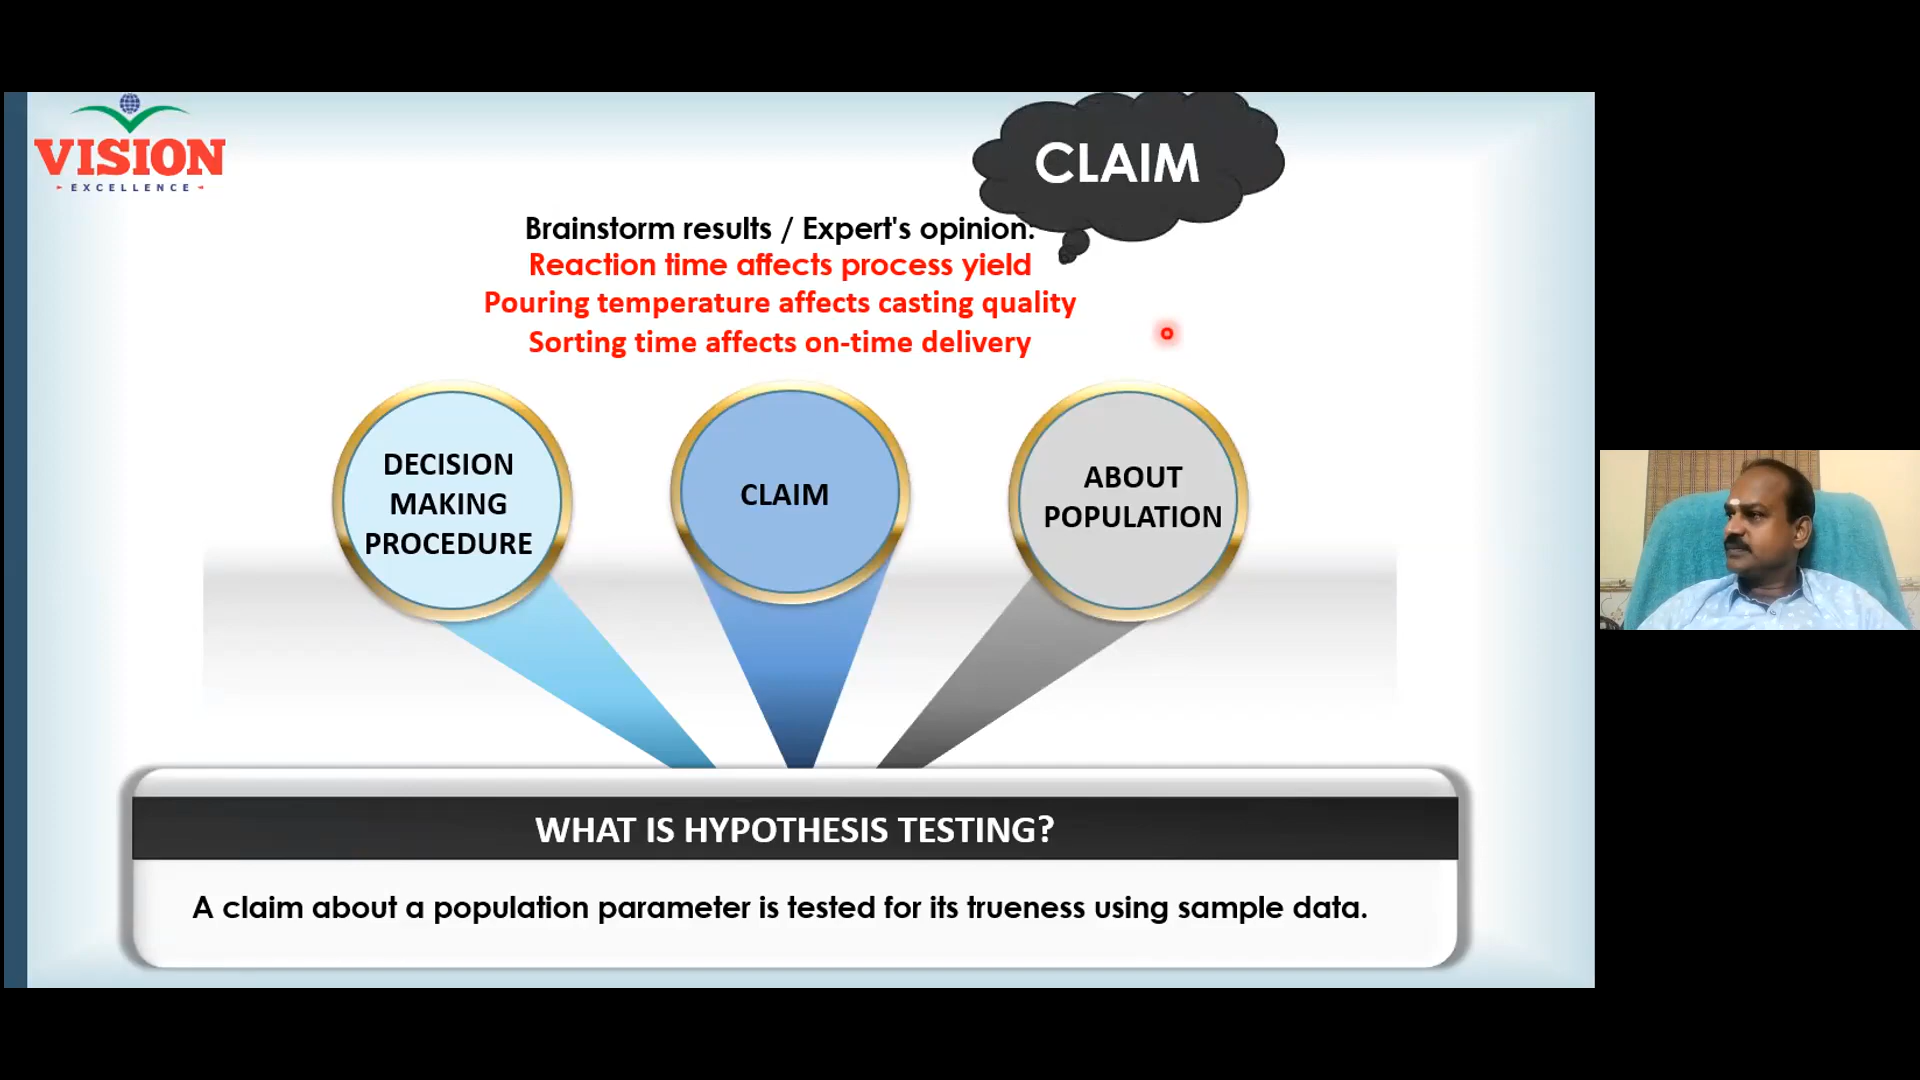 VISION
EXCELLENCE
CLAIM
Brainstorm results / Expert's opinion:
Reaction time affects process yield
Pouring temperature affects casting quality
Sorting time affects on-time delivery
DECISION
MAKING
PROCEDURE
CLAIM
ABOUT
POPULATION
WHAT IS HYPOTHESIS TESTING?
A claim about a population parameter is tested for its trueness using sample data.